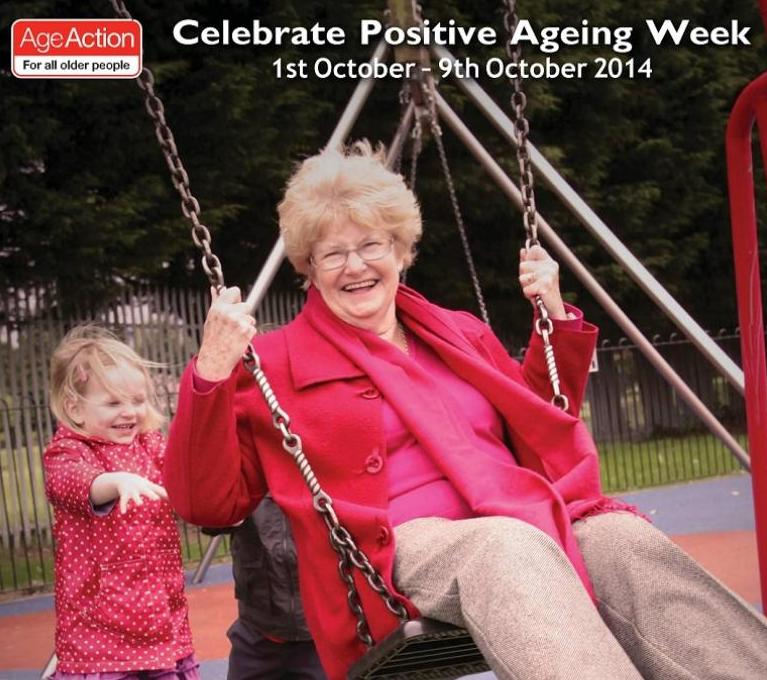 AgeAction
For all older people
Celebrate Positive Ageing Week
1st October - 9th October 2014